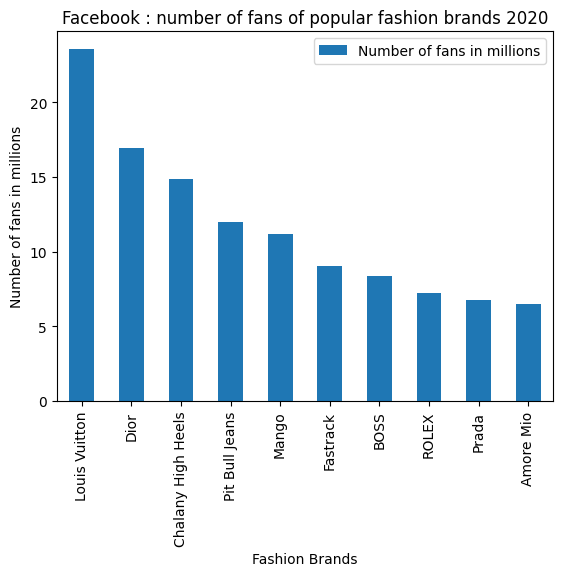 Facebook : number of fans of popular fashion brands 2020
Number of fans in millions
Number of fans in millions
20
15
10
5
0
Louis Vuitton
Dior
Chalany High Heels
Pit Bull Jeans
Mango
Fastrack
BOSS
ROLEX
Prada
Amore Mio
Fashion Brands